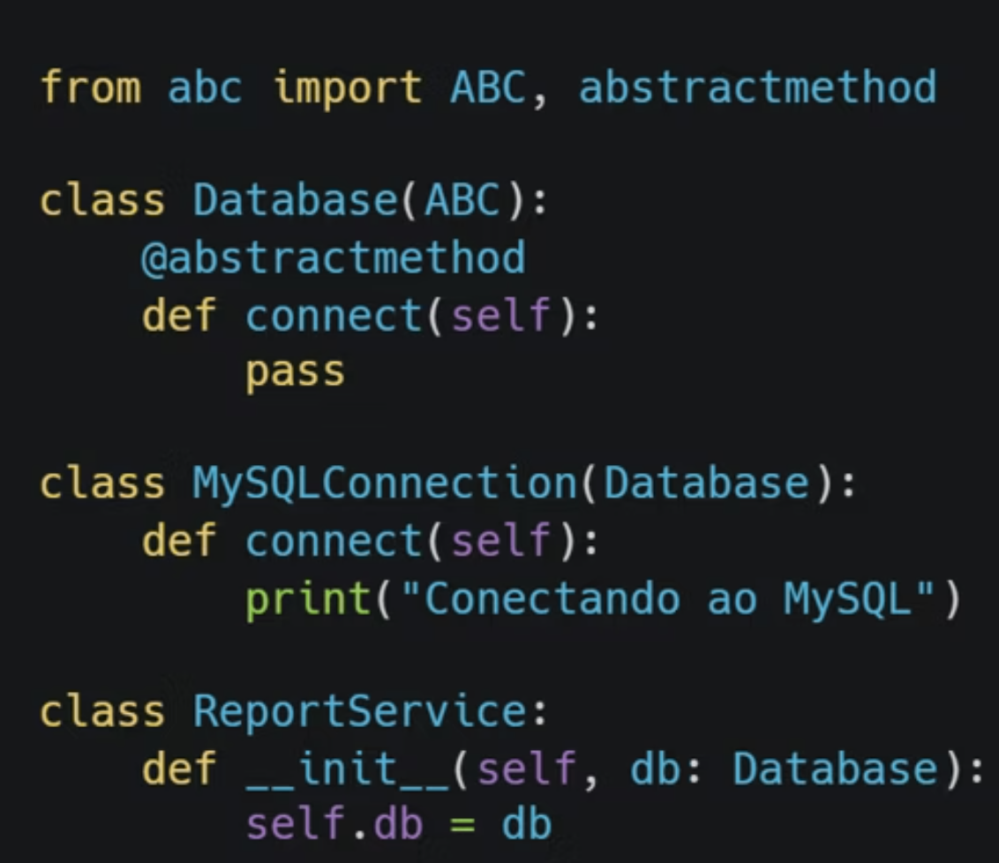 from abc import ABC, abstractmethod
class Database(ABC):
    @abstractmethod
    def connect(self):
        pass
class MySQLConnection(Database):
    def connect(self):
        print("Conectando ao MySQL")
class ReportService:
    def __init__(self, db: Database):
        self.db = db